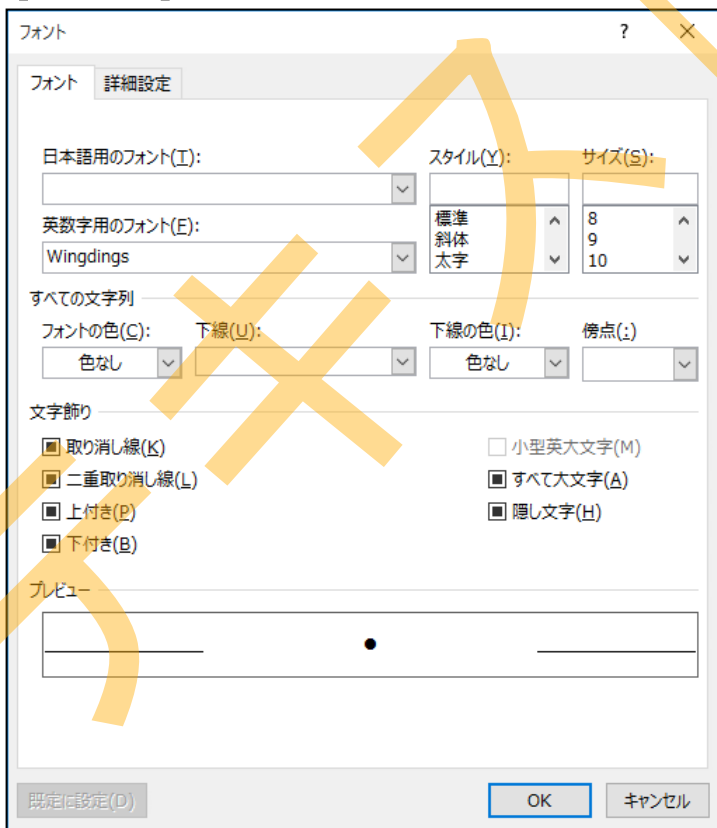 フォント ? ×
フォント 詳細設定
日本語用のフォント(T): スタイル(Y): サイズ(S):
標準 8
斜体 9
太字 10
英数字用のフォント(F):
Wingdings
すべての文字列
フォントの色(C): 下線(U): 下線の色(I): 傍点(:)
色なし 色なし
文字飾り
取り消し線(K) 小型英大文字(M)
二重取り消し線(L) すべて大文字(A)
上付き(P) 隠し文字(H)
下付き(B)
プレビュー
●
既定に設定(D) OK キャンセル